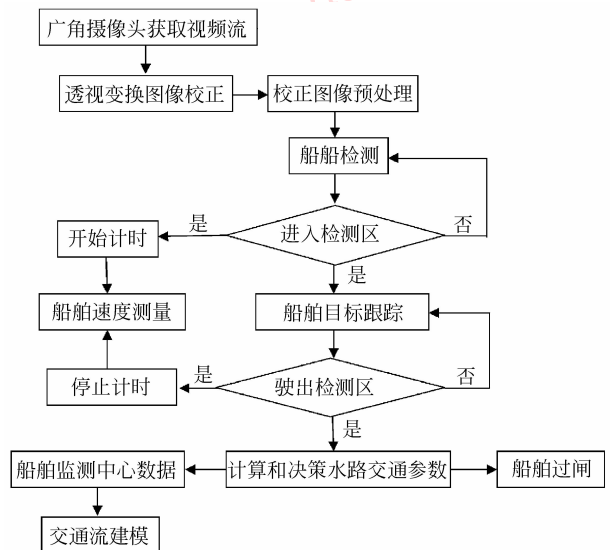 广角摄像头获取视频流
透视变换图像校正
校正图像预处理
船船检测
进入检测区
是
否
开始计时
是
船舶速度测量
船舶目标跟踪
驶出检测区
是
否
停止计时
是
船舶监测中心数据
计算和决策水路交通参数
船舶过闸
交通流建模